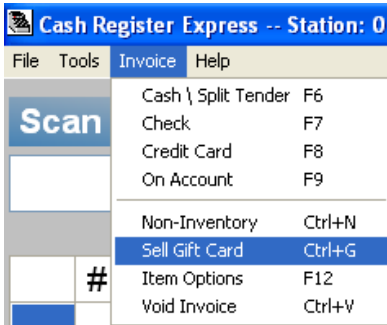 Cash Register Express -- Station: 0
File Tools Invoice Help
Scan
Cash \ Split Tender F6
Check F7
Credit Card F8
On Account F9
Non-Inventory Ctrl+N
Sell Gift Card Ctrl+G
# Item Options F12
Void Invoice Ctrl+V